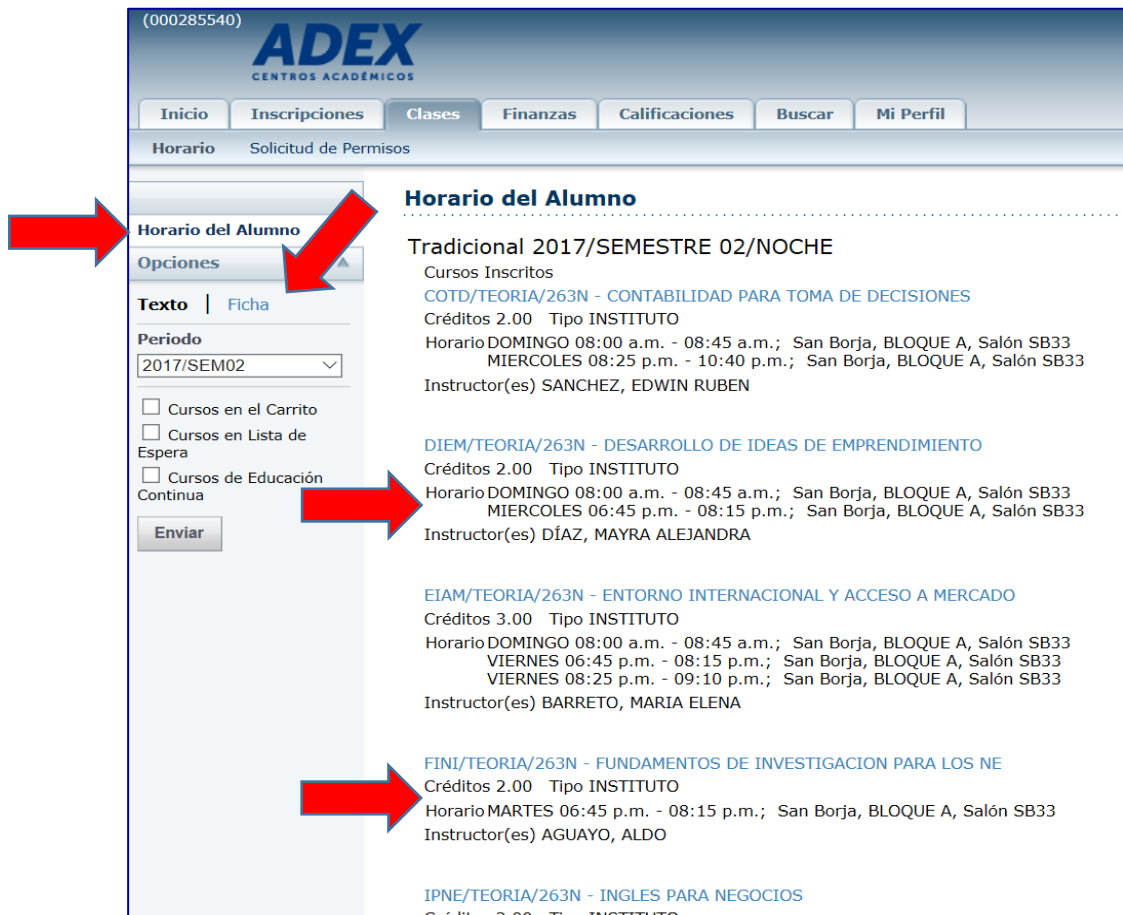 (000285540)
ADEX
CENTROS ACADÉMICOS
Inicio Inscripciones Clases Finanzas Calificaciones Buscar Mi Perfil
Horario Solicitud de Permisos
Horario del Alumno
Opciones
Texto | Ficha
Periodo
2017/SEM02
Cursos en el Carrito
Cursos en Lista de
Espera
Cursos de Educación
Continua
Enviar
Horario del Alumno
Tradicional 2017/SEMESTRE 02/NOCHE
Cursos Inscritos
COTD/TEORIA/263N - CONTABILIDAD PARA TOMA DE DECISIONES
Créditos 2.00 Tipo INSTITUTO
Horario DOMINGO 08:00 a.m. - 08:45 a.m.; San Borja, BLOQUE A, Salón SB33
MIERCOLES 08:25 p.m. - 10:40 p.m.; San Borja, BLOQUE A, Salón SB33
Instructor(es) SANCHEZ, EDWIN RUBEN
DIEM/TEORIA/263N - DESARROLLO DE IDEAS DE EMPRENDIMIENTO
Créditos 2.00 Tipo INSTITUTO
Horario DOMINGO 08:00 a.m. - 08:45 a.m.; San Borja, BLOQUE A, Salón SB33
MIERCOLES 06:45 p.m. - 08:15 p.m.; San Borja, BLOQUE A, Salón SB33
Instructor(es) DÍAZ, MAYRA ALEJANDRA
EIAM/TEORIA/263N - ENTORNO INTERNACIONAL Y ACCESO A MERCADO
Créditos 3.00 Tipo INSTITUTO
Horario DOMINGO 08:00 a.m. - 08:45 a.m.; San Borja, BLOQUE A, Salón SB33
VIERNES 06:45 p.m. - 08:15 p.m.; San Borja, BLOQUE A, Salón SB33
VIERNES 08:25 p.m. - 09:10 p.m.; San Borja, BLOQUE A, Salón SB33
Instructor(es) BARRETO, MARIA ELENA
FINI/TEORIA/263N - FUNDAMENTOS DE INVESTIGACION PARA LOS NE
Créditos 2.00 Tipo INSTITUTO
Horario MARTES 06:45 p.m. - 08:15 p.m.; San Borja, BLOQUE A, Salón SB33
Instructor(es) AGUAYO, ALDO
IPNE/TEORIA/263N - INGLES PARA NEGOCIOS